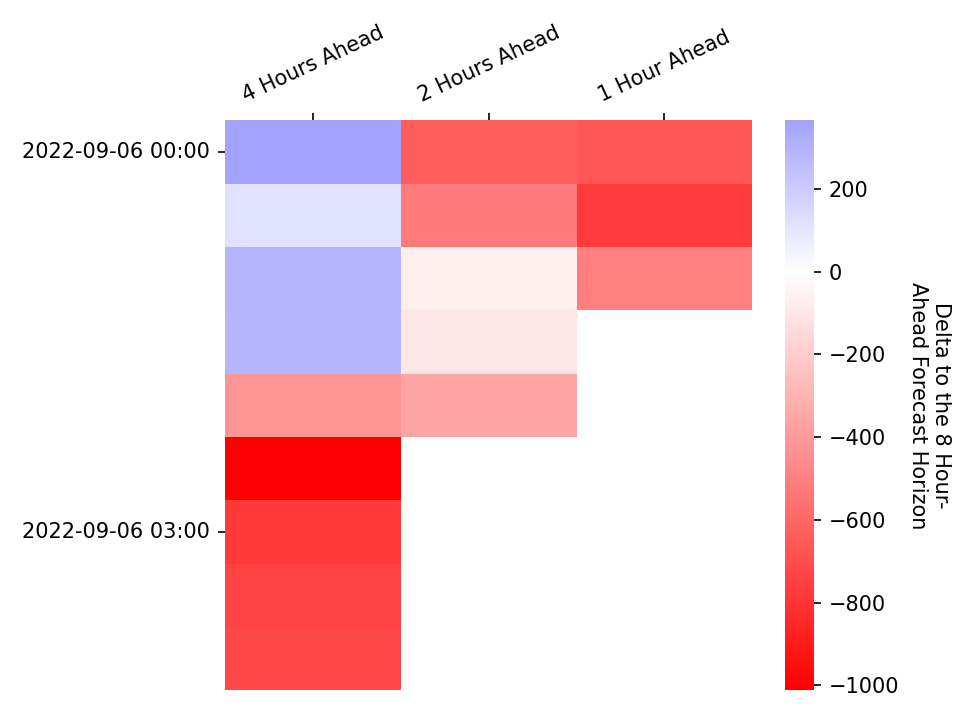 4 Hours Ahead
2 Hours Ahead
1 Hour Ahead
2022-09-06 00:00
2022-09-06 03:00
200
0
−200
−400
−600
−800
−1000
Delta to the 8 Hour-
Ahead Forecast Horizon